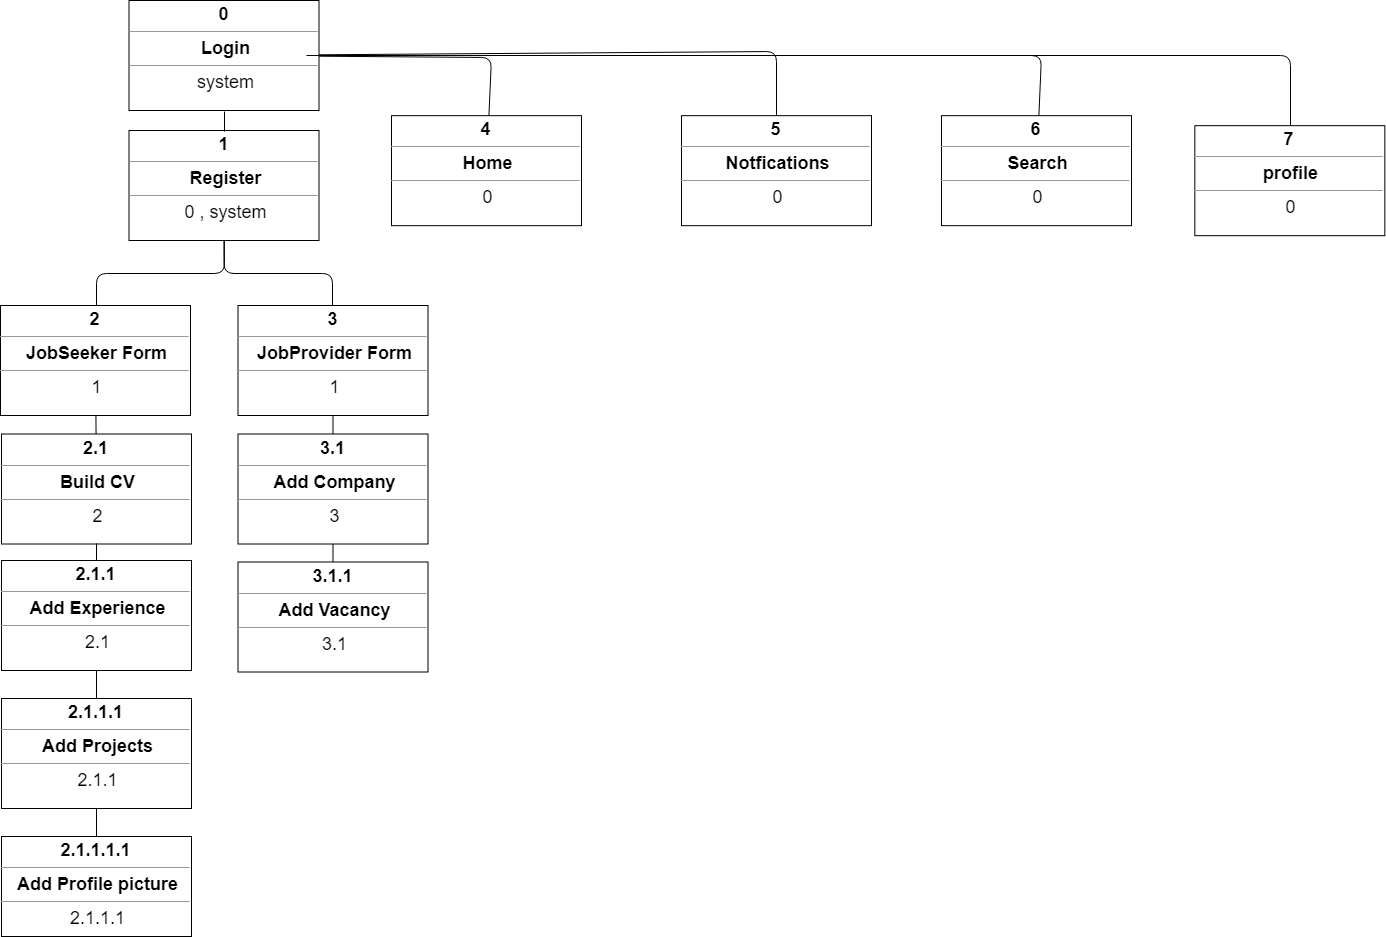 0
Login
system
1
Register
0 , system
4
Home
0
5
Notfications
0
6
Search
0
7
profile
0
2
JobSeeker Form
1
3
JobProvider Form
1
2.1
Build CV
2
3.1
Add Company
3
2.1.1
Add Experience
2.1
3.1.1
Add Vacancy
3.1
2.1.1.1
Add Projects
2.1.1
2.1.1.1.1
Add Profile picture
2.1.1.1